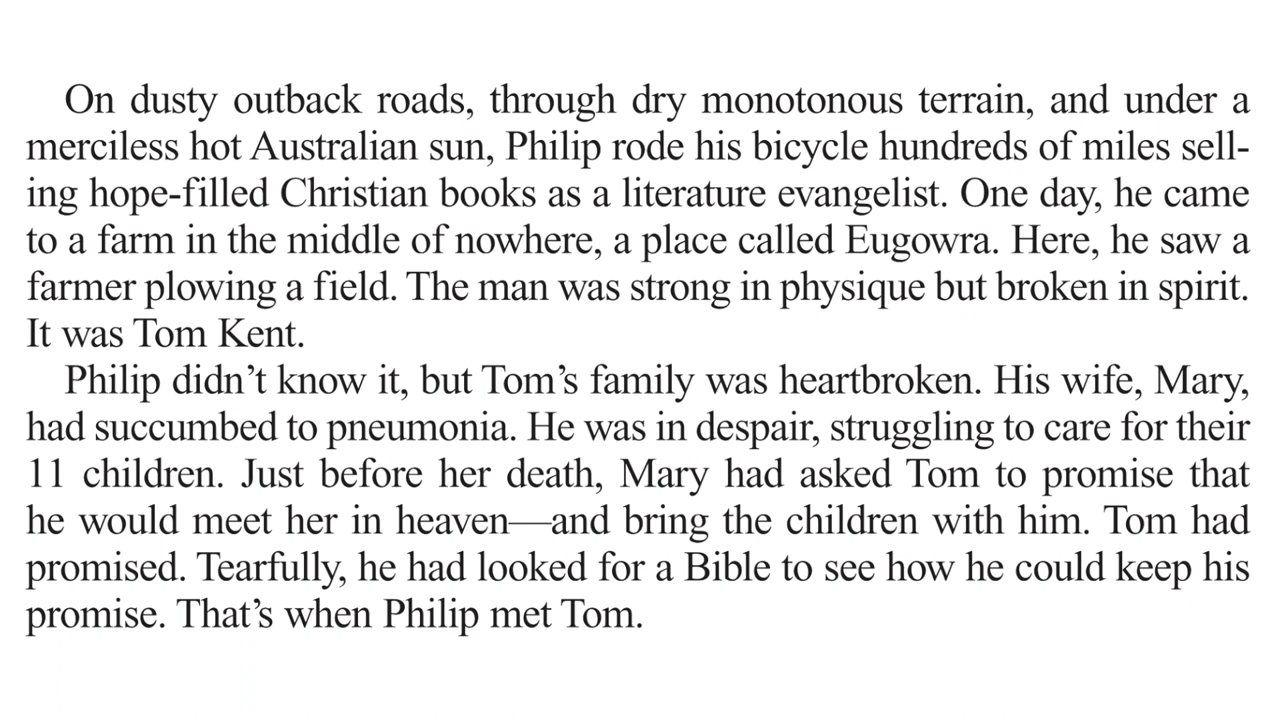 On dusty outback roads, through dry monotonous terrain, and under a
merciless hot Australian sun, Philip rode his bicycle hundreds of miles sell-
ing hope-filled Christian books as a literature evangelist. One day, he came
to a farm in the middle of nowhere, a place called Eugowra. Here, he saw a
farmer plowing a field. The man was strong in physique but broken in spirit.
It was Tom Kent.
Philip didn’t know it, but Tom’s family was heartbroken. His wife, Mary,
had succumbed to pneumonia. He was in despair, struggling to care for their
11 children. Just before her death, Mary had asked Tom to promise that
he would meet her in heaven—and bring the children with him. Tom had
promised. Tearfully, he had looked for a Bible to see how he could keep his
promise. That’s when Philip met Tom.